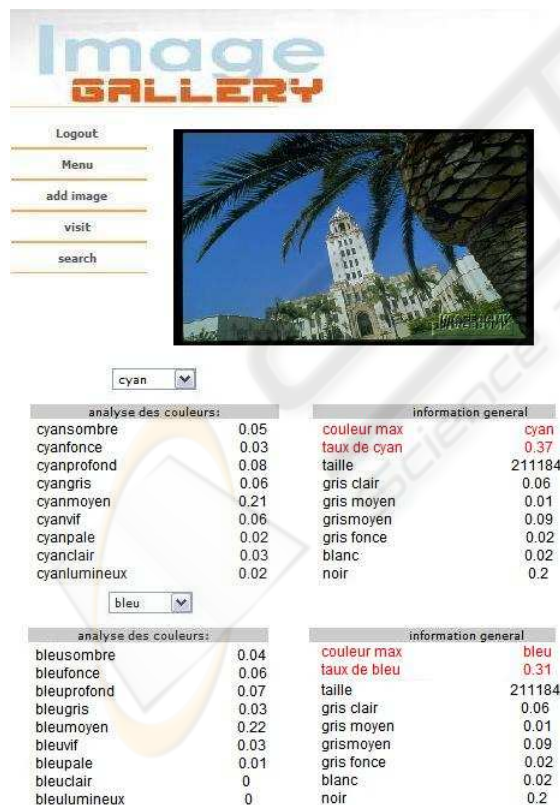 Image
GALLERY
Logout
Menu
add image
visit
search
cyan
analyse des couleurs:
cyansombre 0.05
cyanfonce 0.03
cyanprofond 0.08
cyangris 0.06
cyanmoyen 0.21
cyanvif 0.06
cyanpale 0.02
cyanclair 0.03
cyanlumineux 0.02
information general
couleur max cyan
taux de cyan 0.37
taille 211184
gris clair 0.06
gris moyen 0.01
grismoyen 0.09
gris fonce 0.02
blanc 0.02
noir 0.2
bleu
analyse des couleurs:
bleusombre 0.04
bleufonce 0.06
bleuprofond 0.07
bleugris 0.03
bleumoyen 0.22
bleuvif 0.03
bleupale 0.01
bleuclair 0
bleulumineux 0
information general
couleur max bleu
taux de bleu 0.31
taille 211184
gris clair 0.06
gris moyen 0.01
grismoyen 0.09
gris fonce 0.02
blanc 0.02
noir 0.2